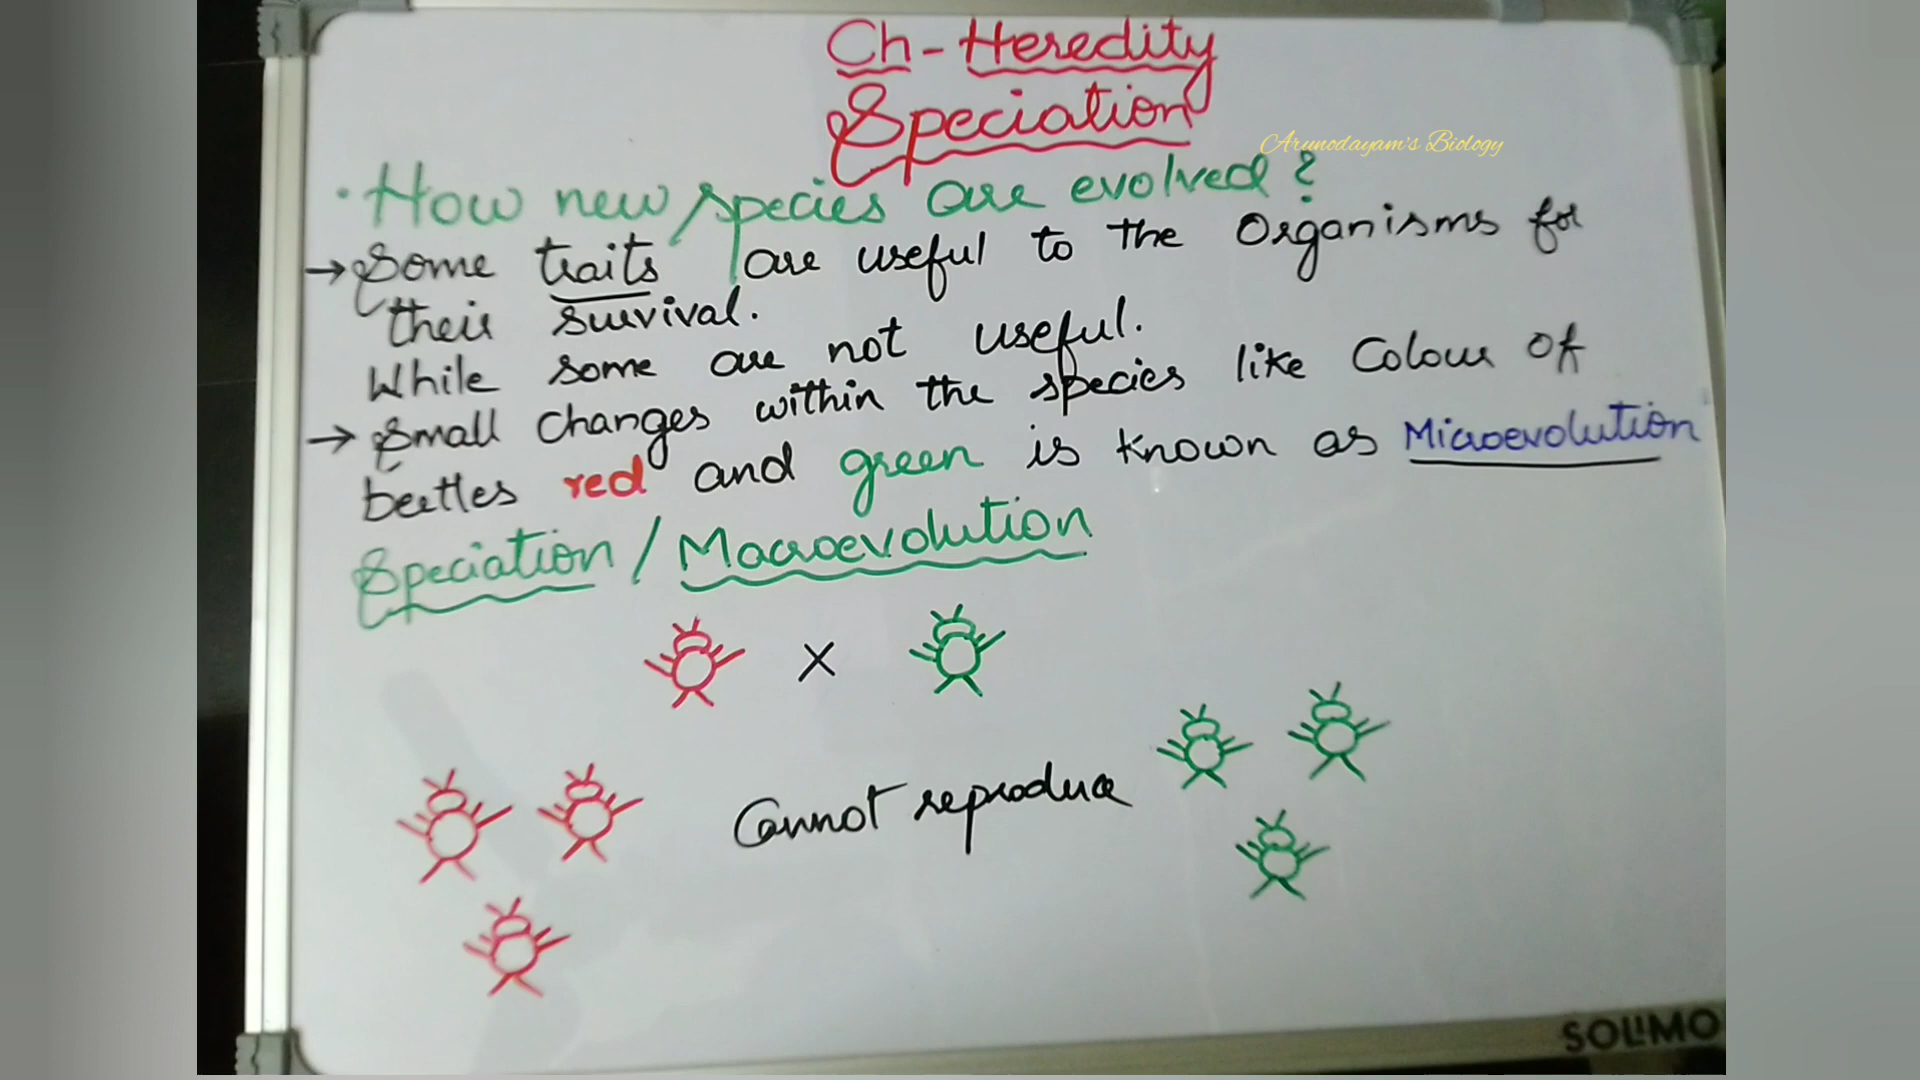 Ch - Heredity
Speciation
Arunodayam's Biology
· How new species are evolved?
→ Some traits are useful to the Organisms for
their survival.
While some are not useful.
→ Small Changes within the species like Colour of
beetles red and green is known as Microevolution
Speciation / Macroevolution
X
Cannot reproduce
SOLIMO